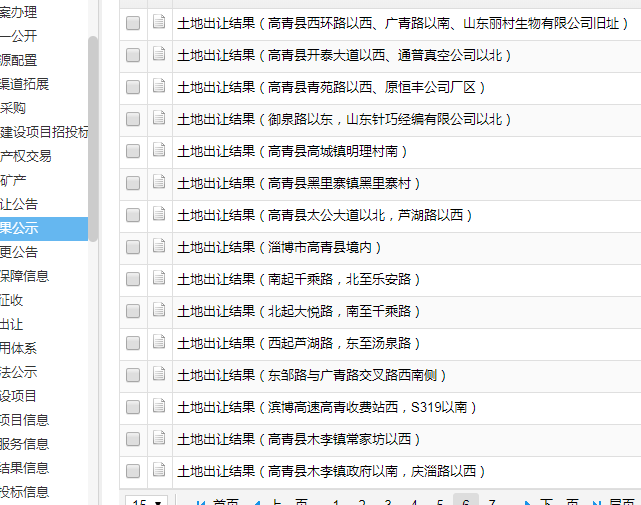 案办理
一公开
源配置
渠道拓展
采购
建设项目招投标
产权交易
矿产
让公告
果公示
更公告
保障信息
征收
出让
用体系
法公示
设项目
项目信息
服务信息
结果信息
投标信息
土地出让结果（高青县西环路以西、广青路以南、山东丽村生物有限公司旧址）
土地出让结果（高青县开泰大道以西、通普真空公司以北）
土地出让结果（高青县青苑路以西、原恒丰公司厂区）
土地出让结果（御泉路以东，山东针巧经编有限公司以北）
土地出让结果（高青县高城镇明理村南）
土地出让结果（高青县黑里寨镇黑里寨村）
土地出让结果（高青县太公大道以北，芦湖路以西）
土地出让结果（淄博市高青县境内）
土地出让结果（南起千乘路，北至乐安路）
土地出让结果（北起大悦路，南至千乘路）
土地出让结果（西起芦湖路，东至汤泉路）
土地出让结果（东邹路与广青路交叉路西南侧）
土地出让结果（滨博高速高青收费站西，S319以南）
土地出让结果（高青县木李镇常家坊以西）
土地出让结果（高青县木李镇政府以南，庆淄路以西）
15 首页 上一页 1 2 3 4 5 6 7 下一页 尾页